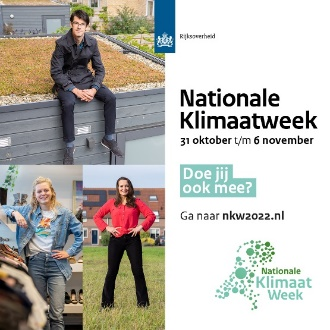 Rijksoverheid
Nationale
Klimaatweek
31 oktober t/m 6 november
Doe jij
ook mee?
Ga naar nkw2022.nl
Nationale
Klimaat
Week